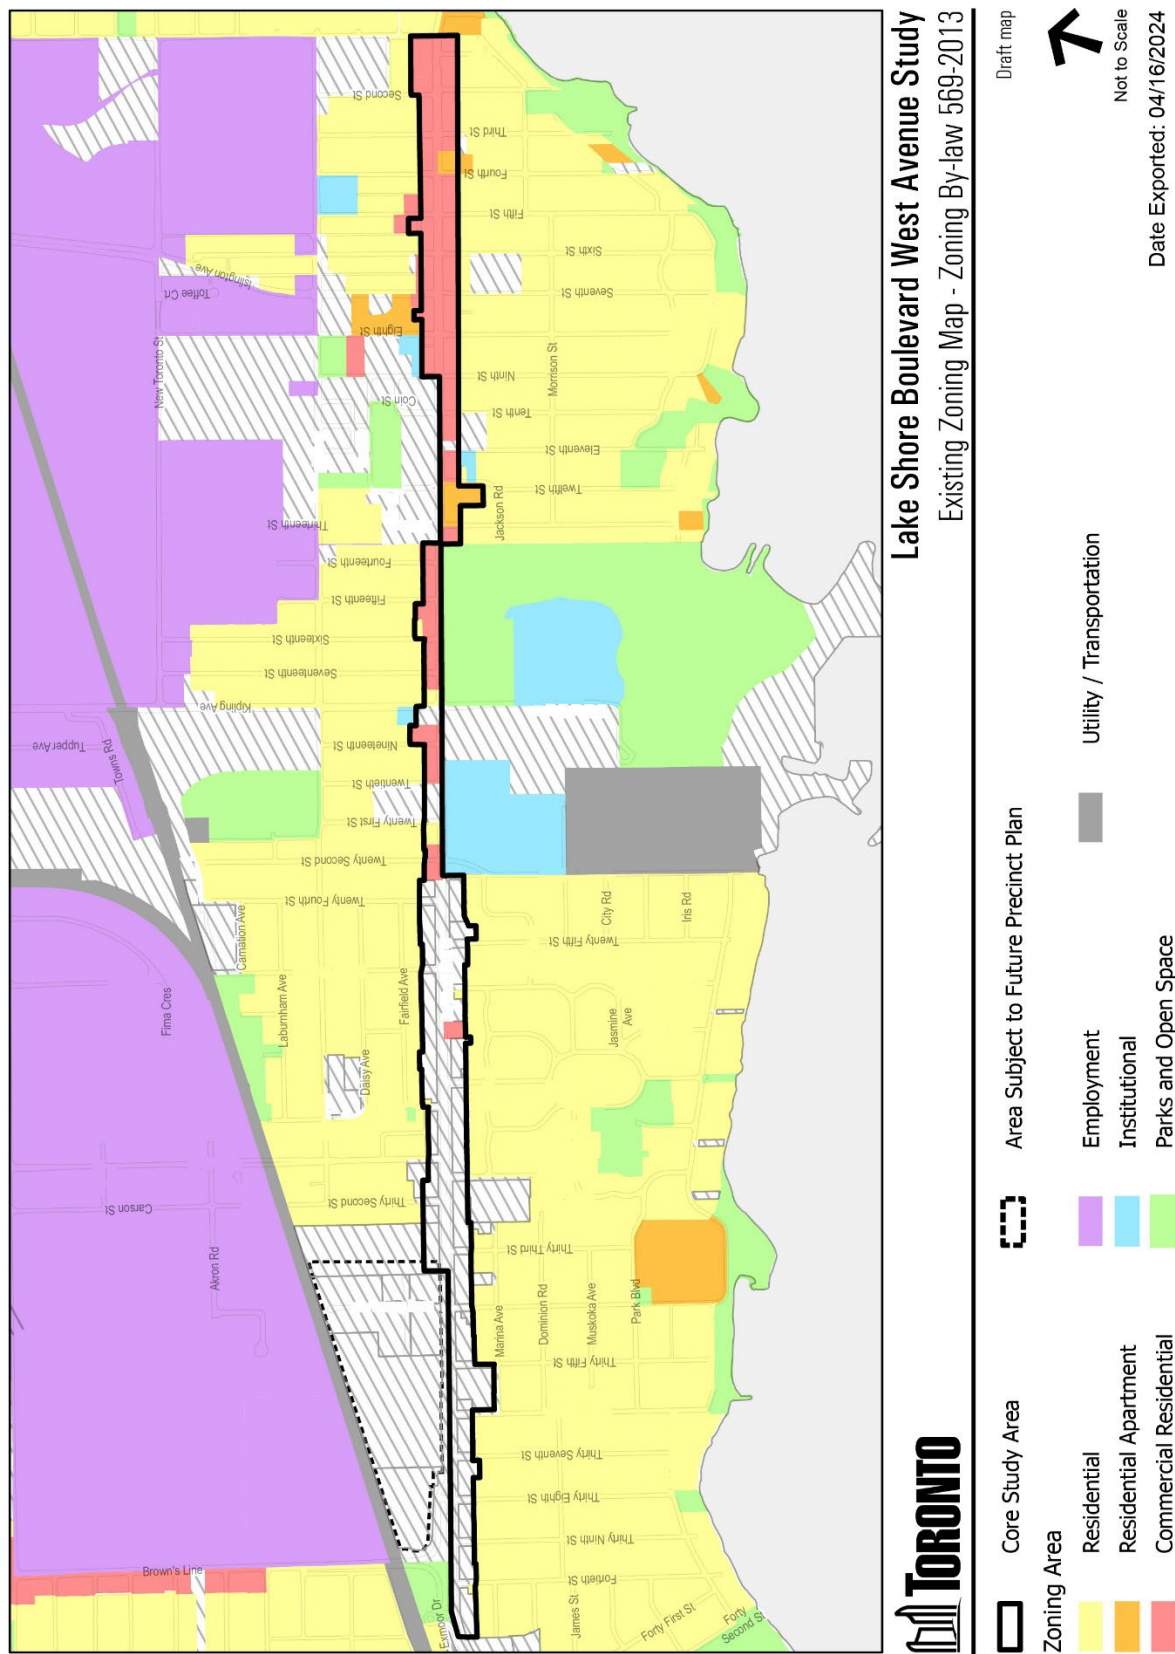 Lake Shore Boulevard West Avenue Study
Existing Zoning Map - Zoning By-law 569-2013
TORONTO
Draft map
Not to Scale
Date Exported: 04/16/2024
Core Study Area
Area Subject to Future Precinct Plan
Zoning Area
Residential
Residential Apartment
Commercial Residential
Employment
Institutional
Parks and Open Space
Utility / Transportation
Brown's Line
Akron Rd
Carson St
Fima Cres
Towns Rd
Tupper Ave
New Toronto St
Toffee Crt
Islington Ave
Exmoor Dr
Thirty Second St
Daisy Ave
Laburnham Ave
Carnation Ave
Fairfield Ave
Twenty Fourth St
Twenty Second St
Twenty First St
Twentieth St
Nineteenth St
Kipling Ave
Seventeenth St
Sixteenth St
Fifteenth St
Fourteenth St
Thirteenth St
Coin St
Eighth St
Second St
James St
Forty First St
Forty
Second St
Fortieth St
Thirty Ninth St
Thirty Eighth St
Thirty Seventh St
Thirty Fifth St
Marina Ave
Dominion Rd
Muskoka Ave
Park Blvd
Thirty Third St
Jasmine
Ave
Twenty Fifth St
City Rd
Iris Rd
Jackson Rd
Twelfth St
Eleventh St
Tenth St
Ninth St
Morrison St
Seventh St
Sixth St
Fifth St
Fourth St
Third St